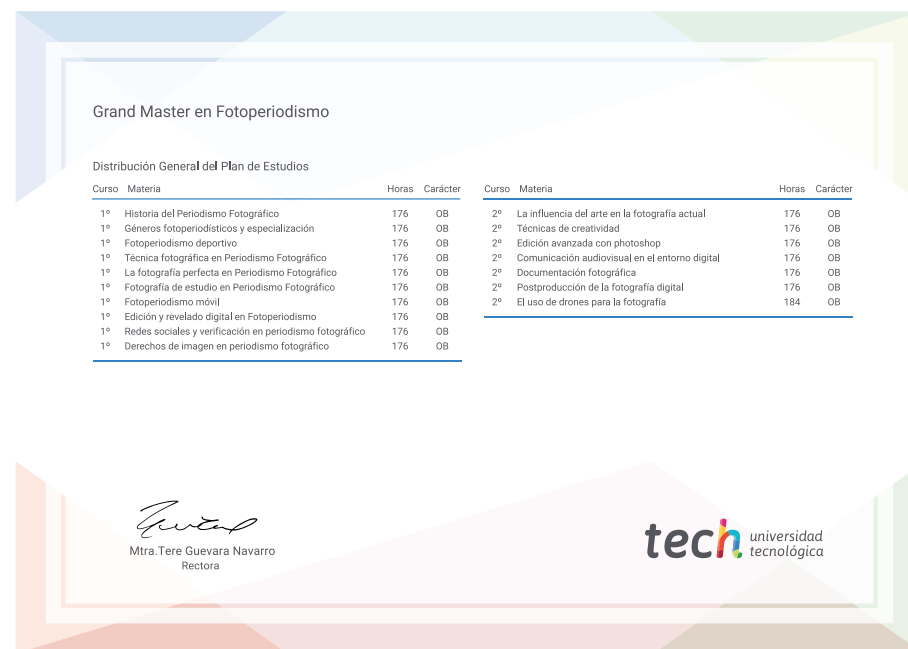 Grand Master en Fotoperiodismo
Distribución General del Plan de Estudios
Curso Materia Horas Carácter
1º Historia del Periodismo Fotográfico 176 OB
1º Géneros fotoperiodísticos y especialización 176 OB
1º Fotoperiodismo deportivo 176 OB
1º Técnica fotográfica en Periodismo Fotográfico 176 OB
1º La fotografía perfecta en Periodismo Fotográfico 176 OB
1º Fotografía de estudio en Periodismo Fotográfico 176 OB
1º Fotoperiodismo móvil 176 OB
1º Edición y revelado digital en Fotoperiodismo 176 OB
1º Redes sociales y verificación en periodismo fotográfico 176 OB
1º Derechos de imagen en periodismo fotográfico 176 OB
Curso Materia Horas Carácter
2º La influencia del arte en la fotografía actual 176 OB
2º Técnicas de creatividad 176 OB
2º Edición avanzada con photoshop 176 OB
2º Comunicación audiovisual en el entorno digital 176 OB
2º Documentación fotográfica 176 OB
2º Postproducción de la fotografía digital 176 OB
2º El uso de drones para la fotografía 184 OB
Mtra.Tere Guevara Navarro
Rectora
tech universidad
tecnológica